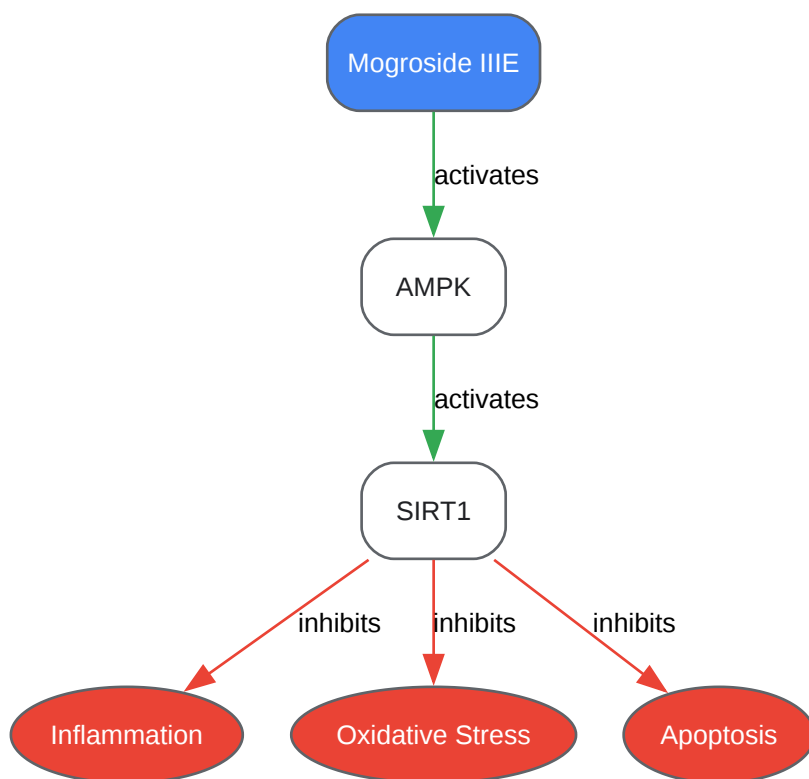 Mogroside IIIE
activates
AMPK
activates
SIRT1
inhibits
inhibits
inhibits
Inflammation
Oxidative Stress
Apoptosis